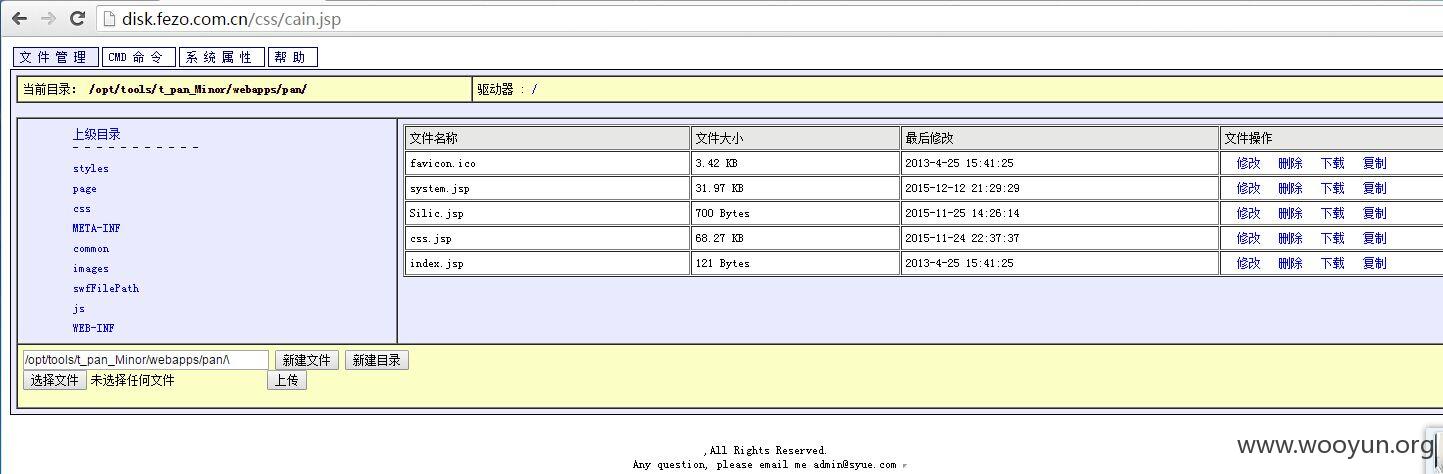 disk.fezo.com.cn/css/cain.jsp
文件管理 CMD命令 系统属性 帮助
当前目录: /opt/tools/t_pan_Minor/webapps/pan/ 驱动器 : /
上级目录
- - - - - - - - - - -
styles
page
css
META-INF
common
images
swfFilePath
js
WEB-INF
文件名称 文件大小 最后修改 文件操作
favicon.ico 3.42 KB 2013-4-25 15:41:25 修改 删除 下载 复制
system.jsp 31.97 KB 2015-12-12 21:29:29 修改 删除 下载 复制
Silic.jsp 700 Bytes 2015-11-25 14:26:14 修改 删除 下载 复制
css.jsp 68.27 KB 2015-11-24 22:37:37 修改 删除 下载 复制
index.jsp 121 Bytes 2013-4-25 15:41:25 修改 删除 下载 复制
/opt/tools/t_pan_Minor/webapps/pan/\ 新建文件 新建目录
选择文件 未选择任何文件 上传
,All Rights Reserved.
Any question, please email me admin@syue.com
www.wooyun.org